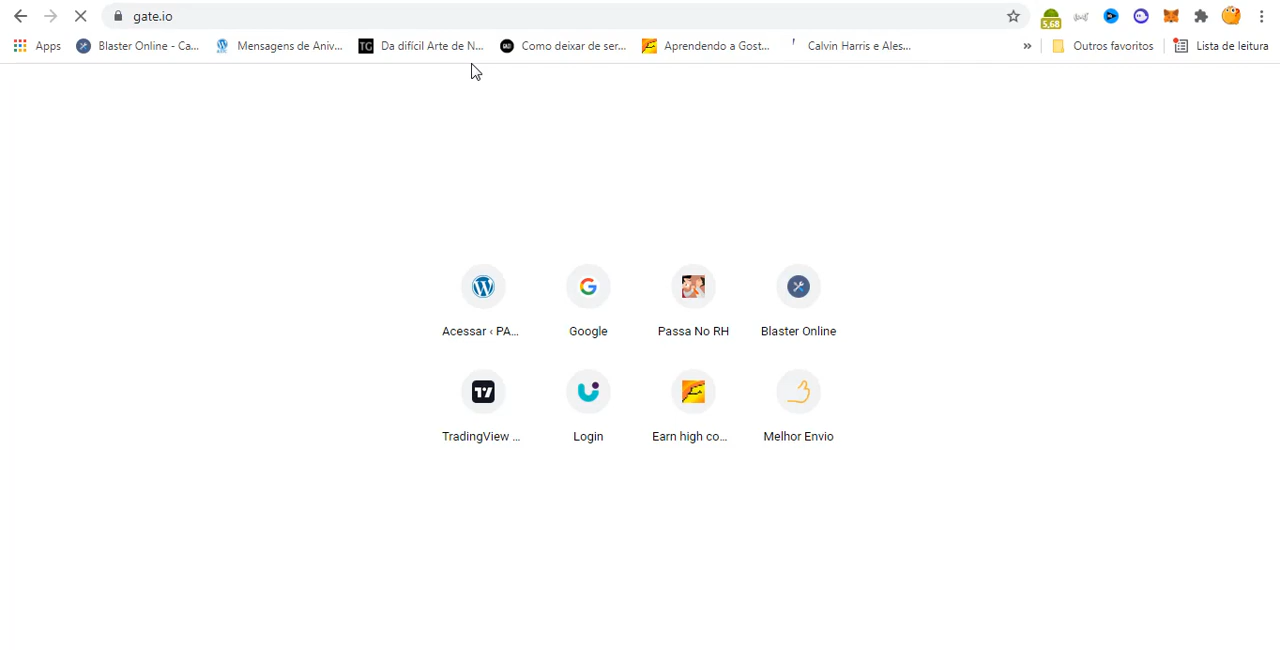 gate.io
5,68
Apps Blaster Online - Ca... Mensagens de Aniv... TG Da difícil Arte de N... Como deixar de ser... Aprendendo a Gost... Calvin Harris e Ales... » Outros favoritos Lista de leitura
Acessar ‹ PA... Google Passa No RH Blaster Online
TradingView ... Login Earn high co... Melhor Envio